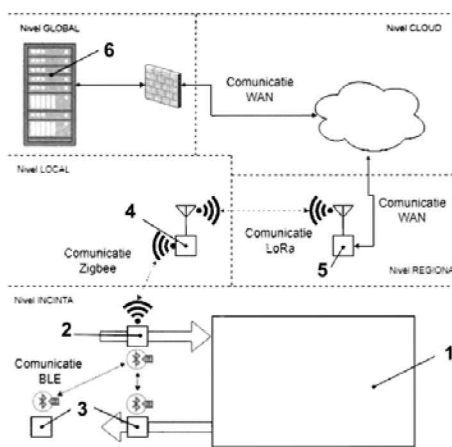 Nivel GLOBAL
Nivel CLOUD
6
Comunicatie
WAN
Nivel LOCAL
4
Comunicatie
WAN
Comunicatie
Zigbee
Comunicatie
LoRa
5
Nivel REGIONA
Nivel INCINTA
2
1
Comunicatie
BLE
3